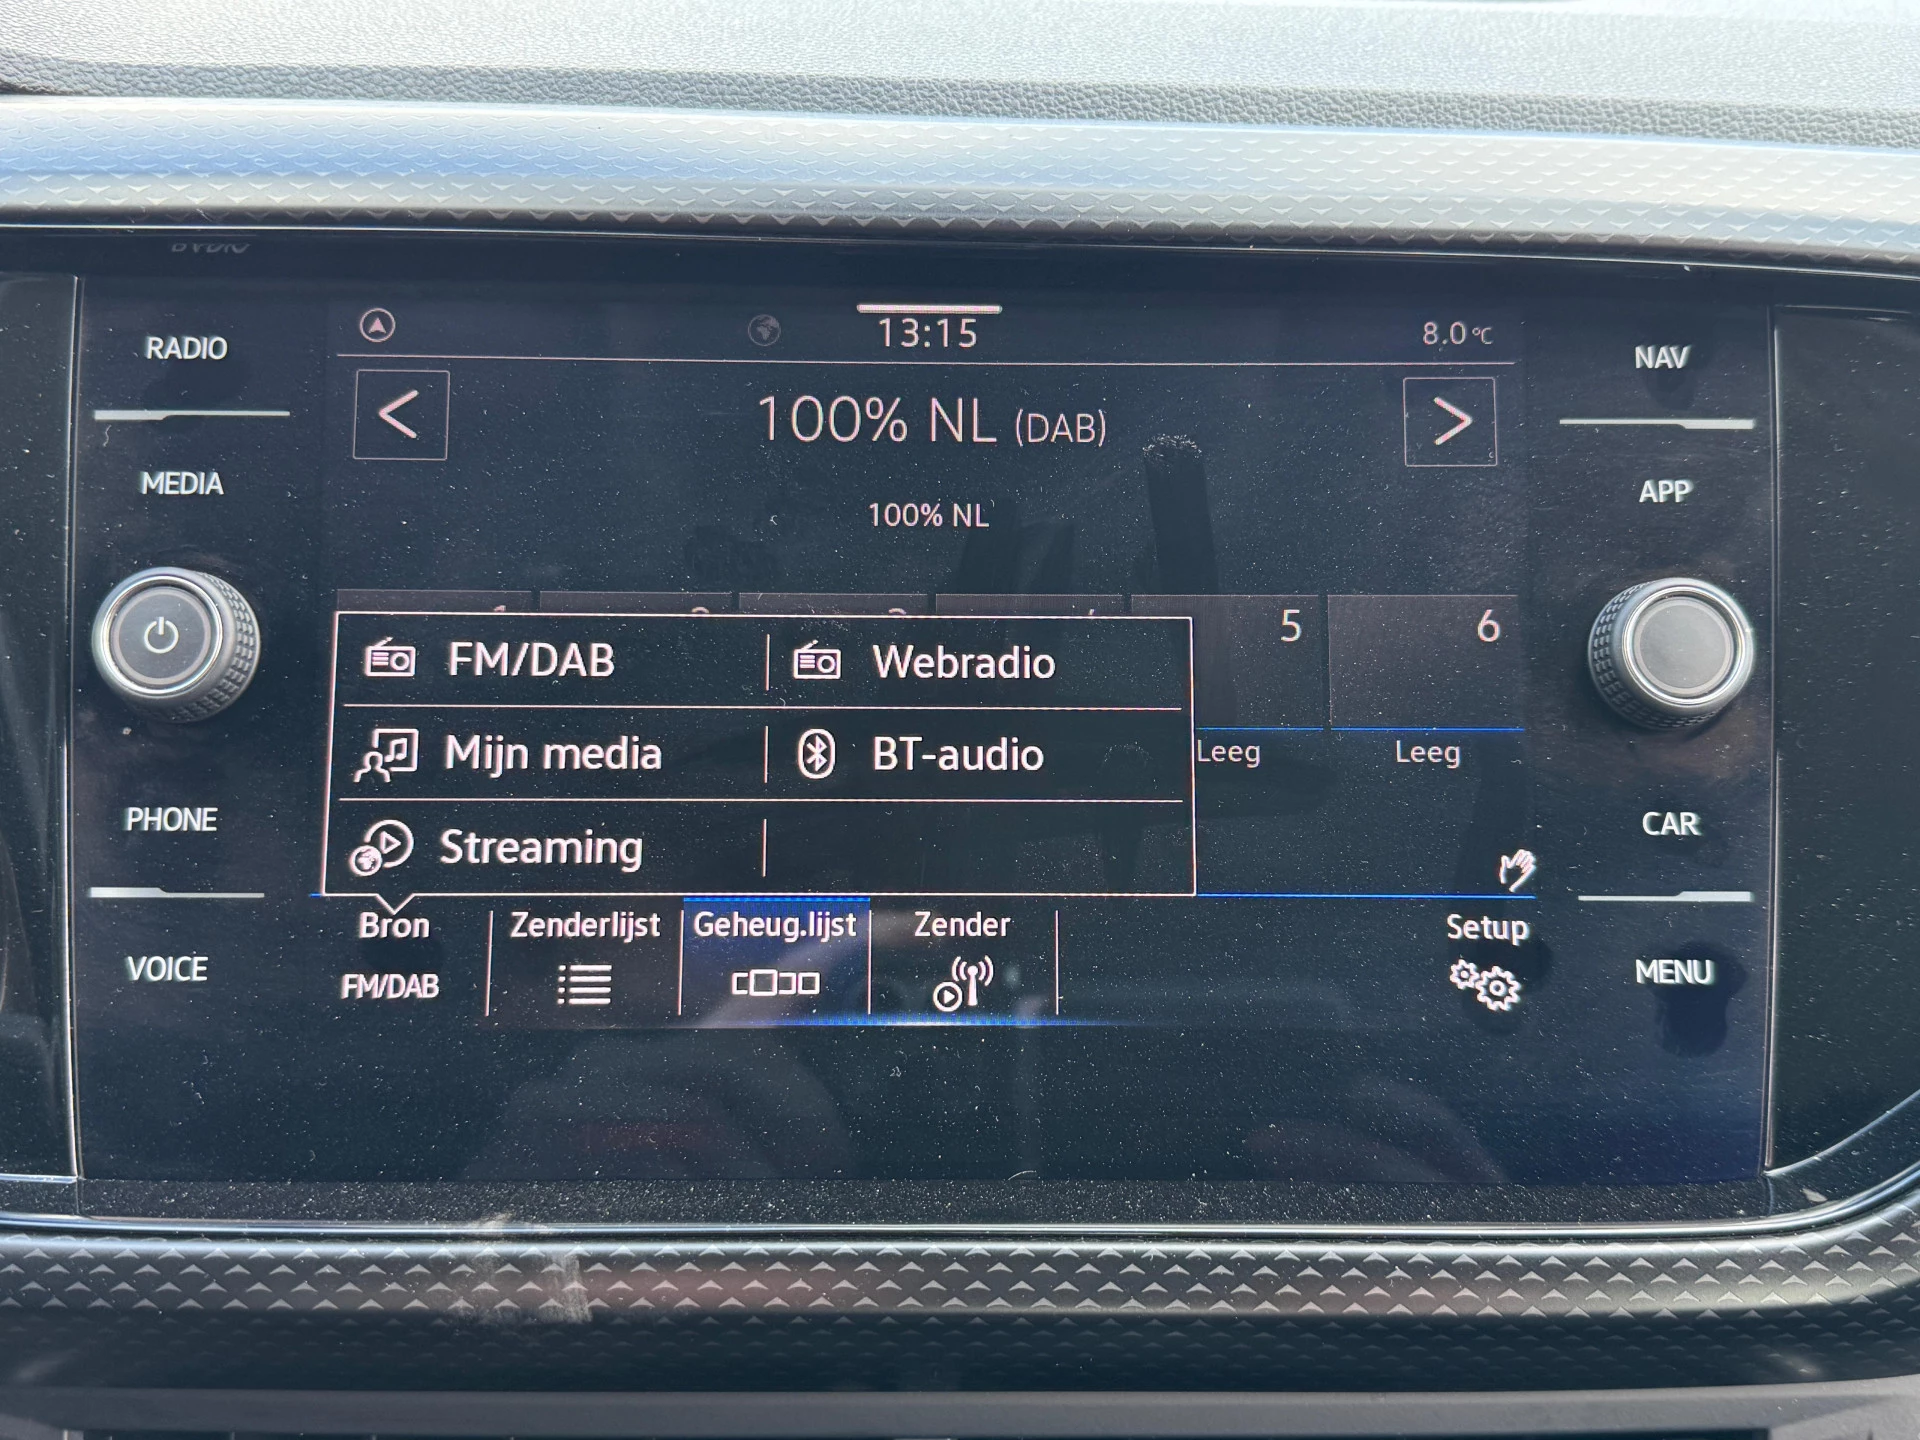 RADIO
MEDIA
PHONE
VOICE
13:15
8.0 °C
<
100% NL (DAB)
>
100% NL
5
6
FM/DAB
Webradio
Mijn media
BT-audio
Streaming
Leeg
Leeg
Bron
FM/DAB
Zenderlijst
Geheug.lijst
Zender
Setup
NAV
APP
CAR
MENU